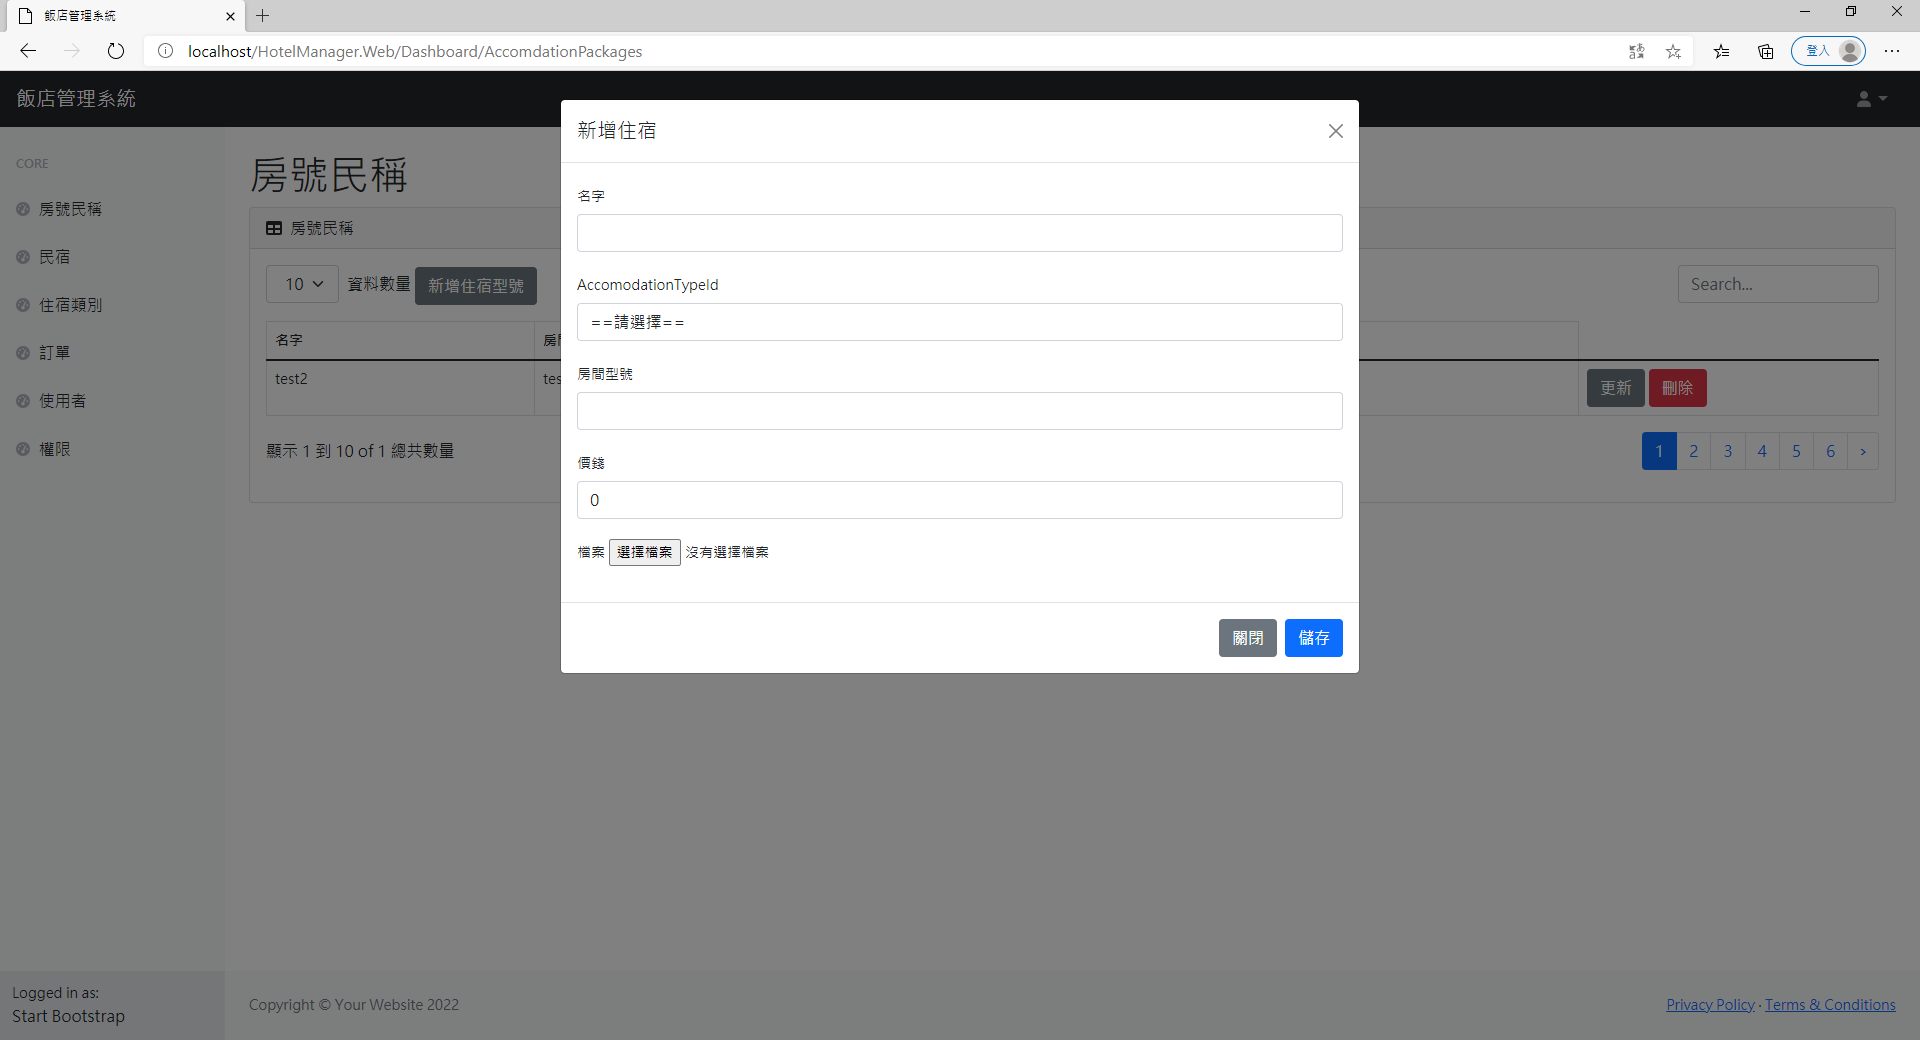 飯店管理系統
localhost/HotelManager.Web/Dashboard/AccomdationPackages
登入
飯店管理系統
CORE
房號民稱
民宿
住宿類別
訂單
使用者
權限
Logged in as:
Start Bootstrap
房號民稱
房號民稱
10 資料數量 新增住宿型號
Search...
名字
test2
更新 刪除
顯示 1 到 10 of 1 總共數量
1 2 3 4 5 6 ›
新增住宿
名字
AccomodationTypeId
==請選擇==
房間型號
價錢
0
檔案 選擇檔案 沒有選擇檔案
關閉 儲存
Copyright © Your Website 2022
Privacy Policy · Terms & Conditions